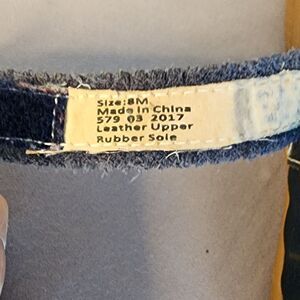 Size:8M
Made in China
579 03 2017
Leather Upper
Rubber Sole